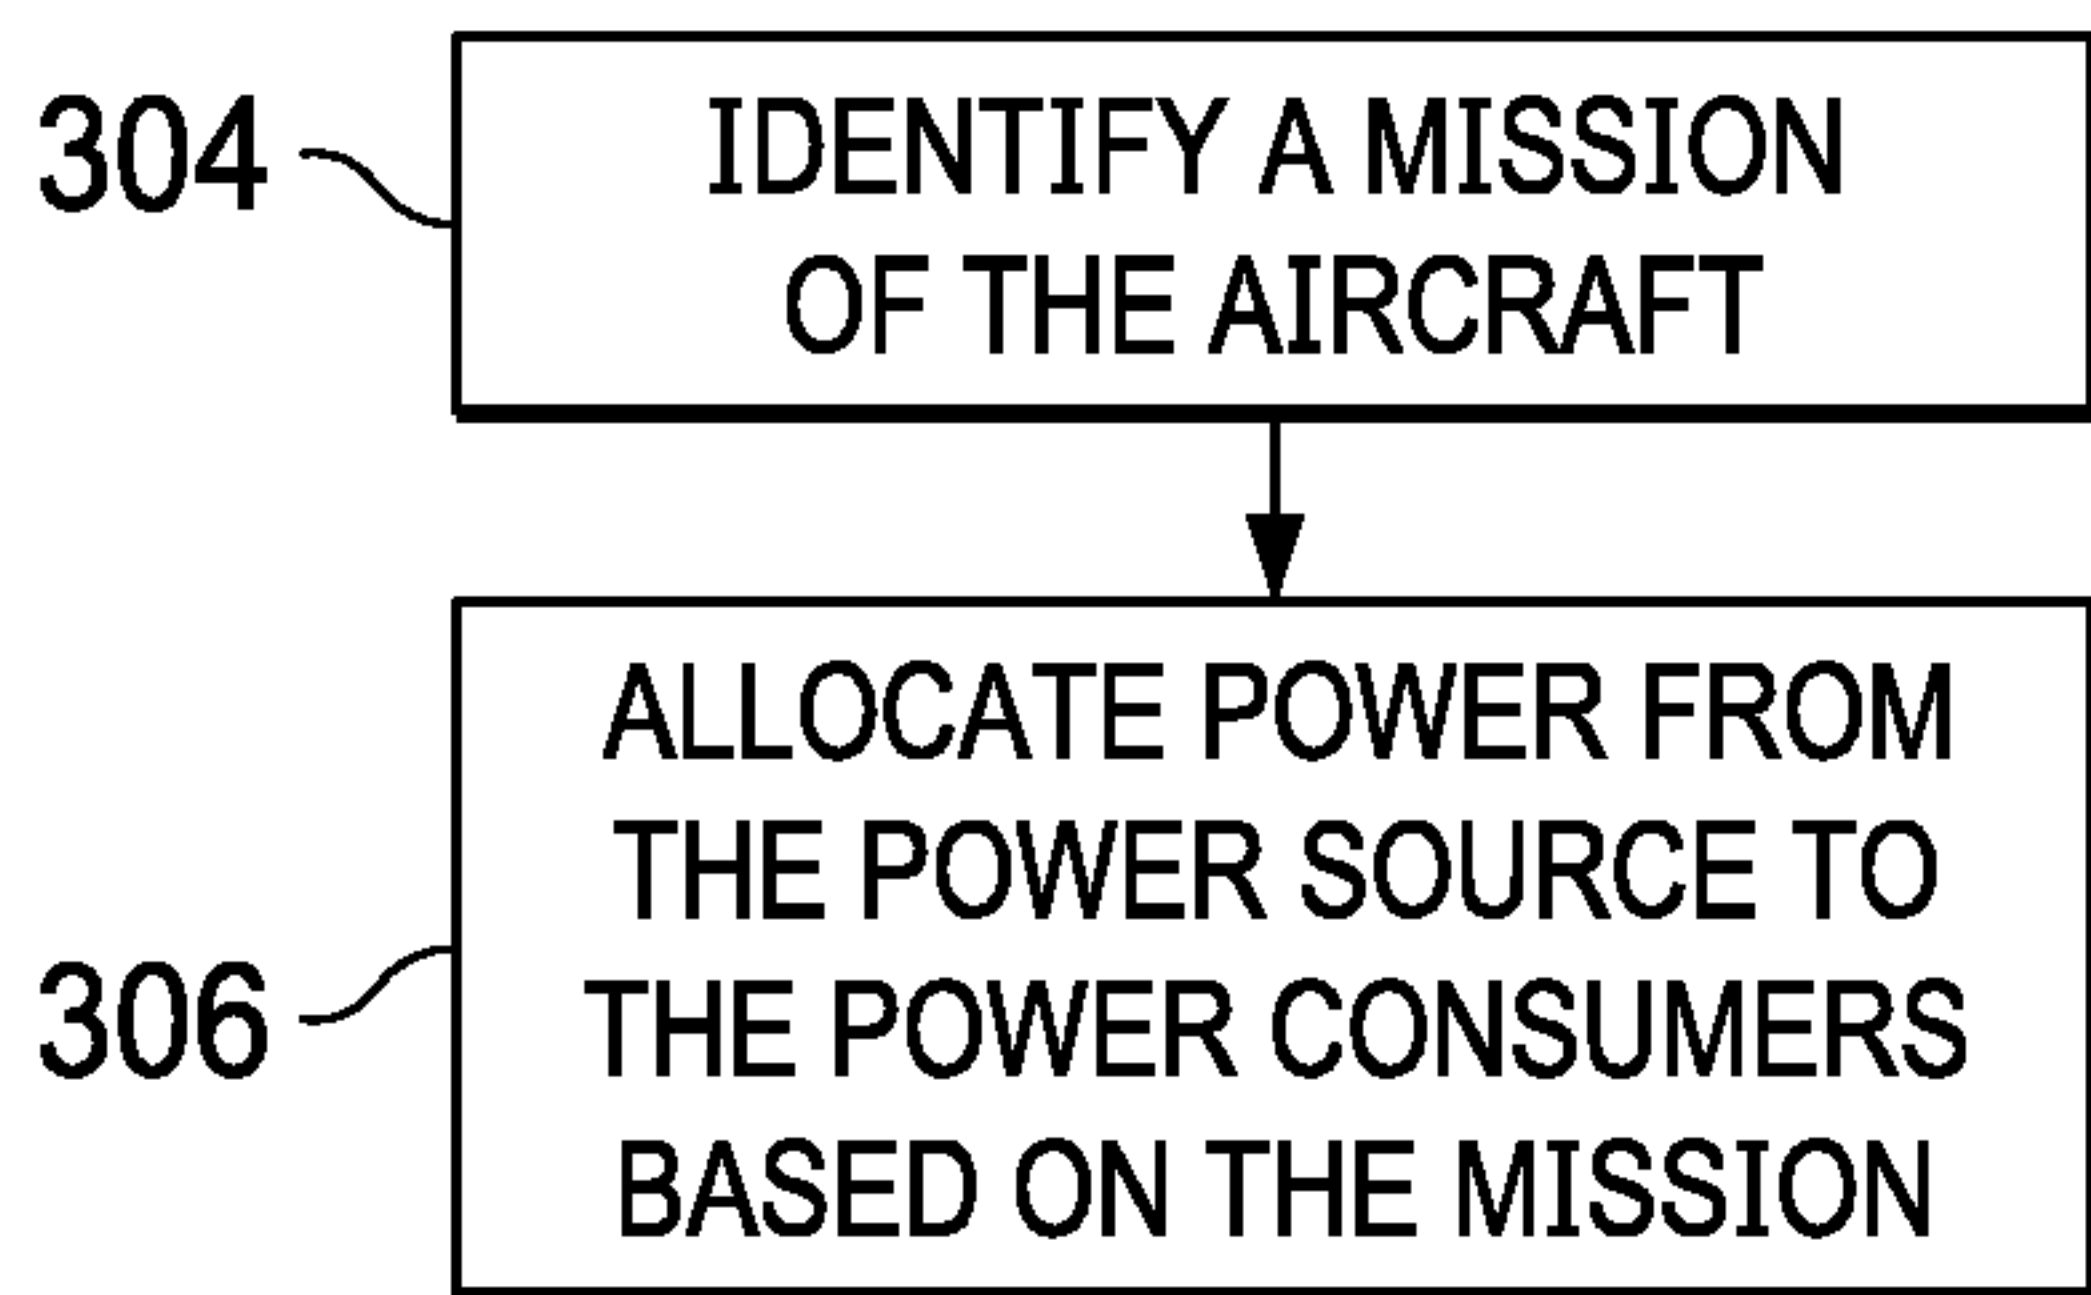 304
IDENTIFY A MISSION
OF THE AIRCRAFT
306
ALLOCATE POWER FROM
THE POWER SOURCE TO
THE POWER CONSUMERS
BASED ON THE MISSION